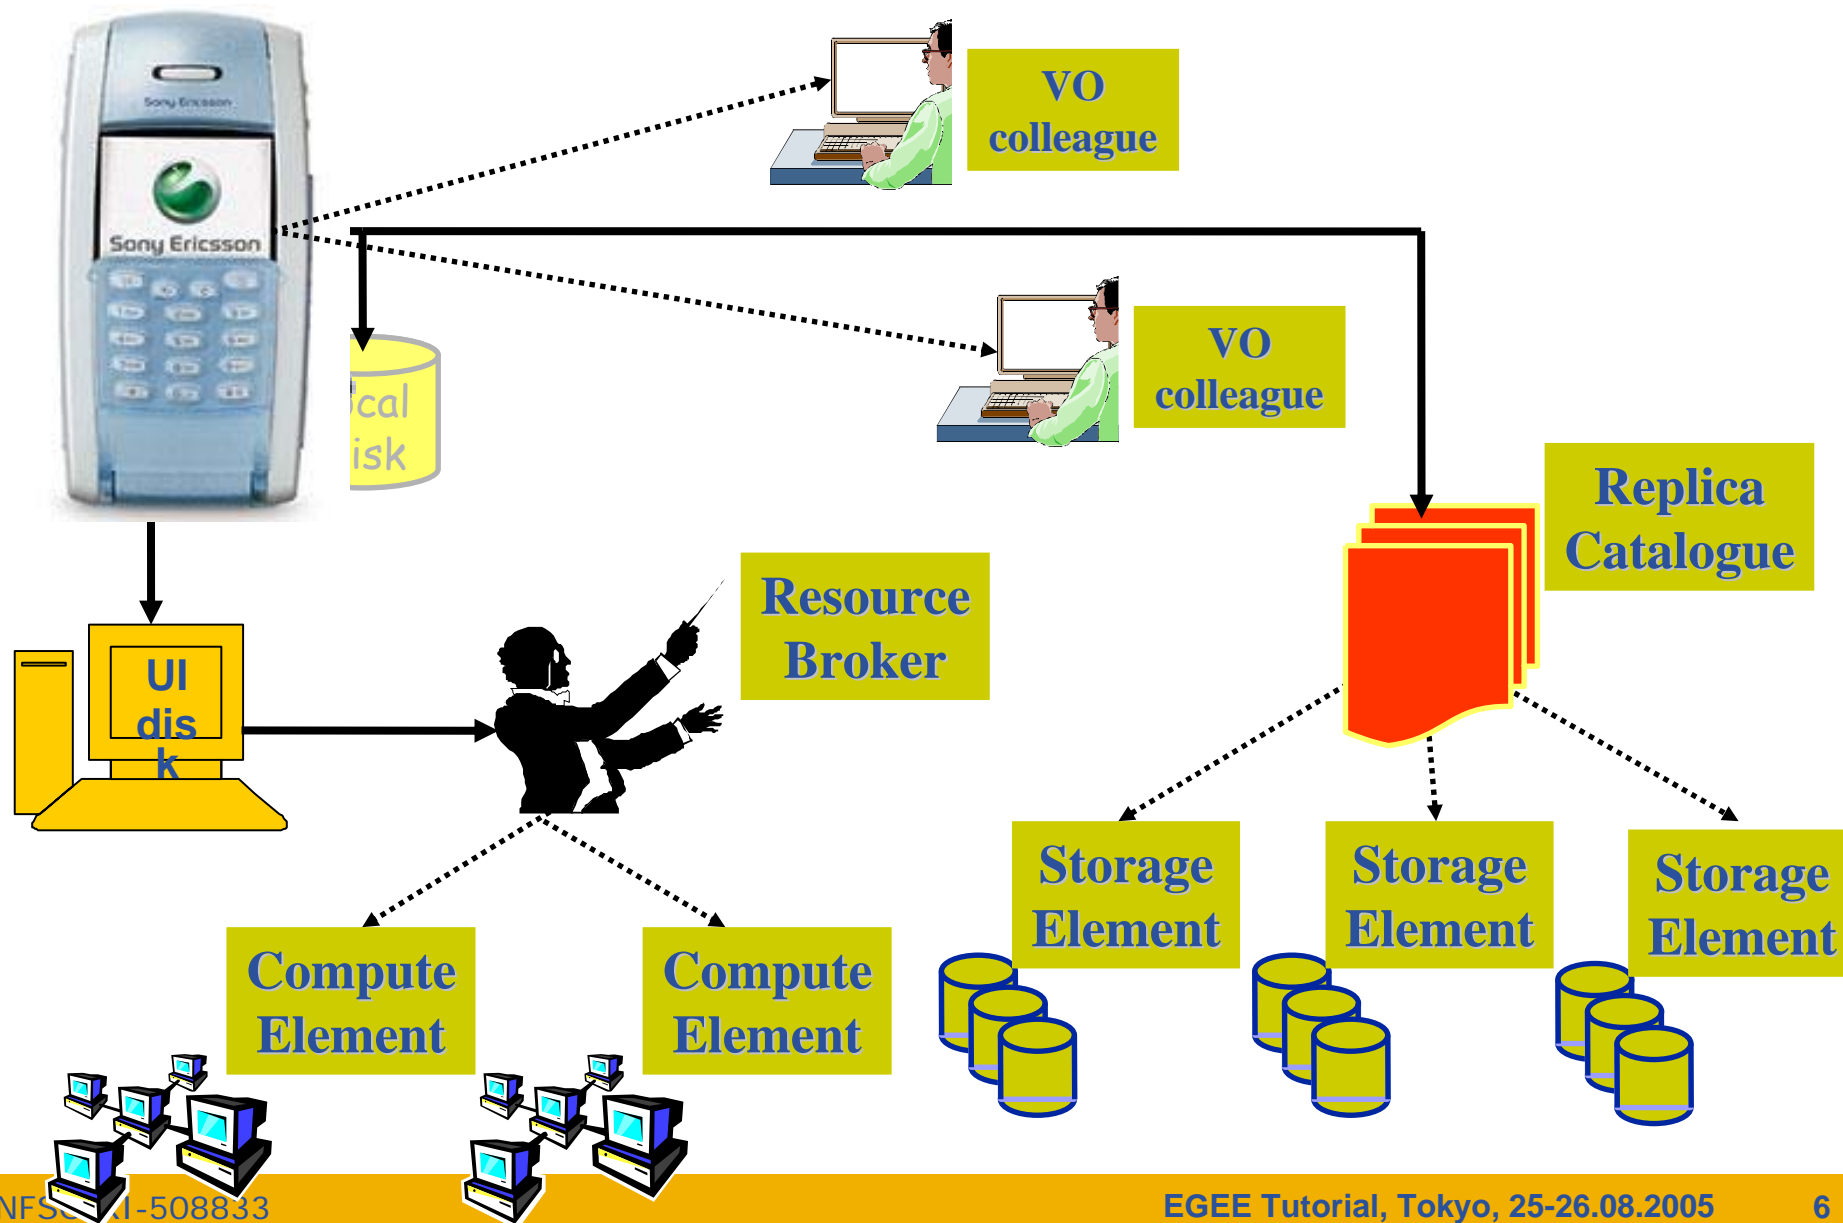 Sony Ericsson
Sony Ericsson
VO
colleague
VO
colleague
cal
isk
Replica
Catalogue
Resource
Broker
UI
dis
k
Storage
Element
Storage
Element
Storage
Element
Compute
Element
Compute
Element
-508833
EGEE Tutorial, Tokyo, 25-26.08.2005
6